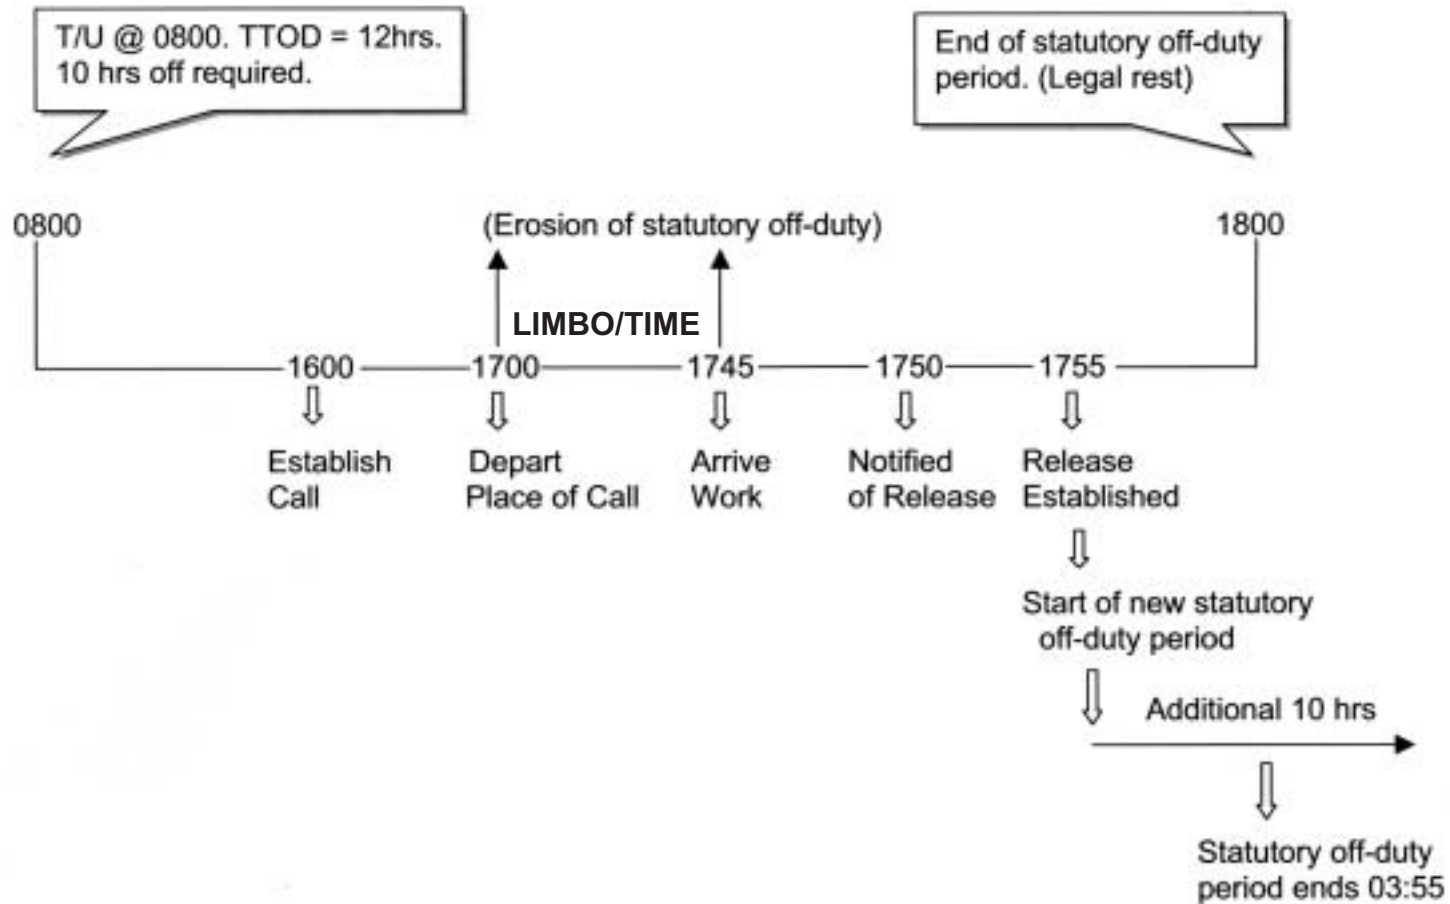 T/U @ 0800. TTOD = 12hrs.
10 hrs off required.
End of statutory off-duty
period. (Legal rest)
0800
(Erosion of statutory off-duty)
1800
LIMBO/TIME
1600
1700
1745
1750
1755
Establish
Call
Depart
Place of Call
Arrive
Work
Notified
of Release
Release
Established
Start of new statutory
off-duty period
Additional 10 hrs
Statutory off-duty
period ends 03:55